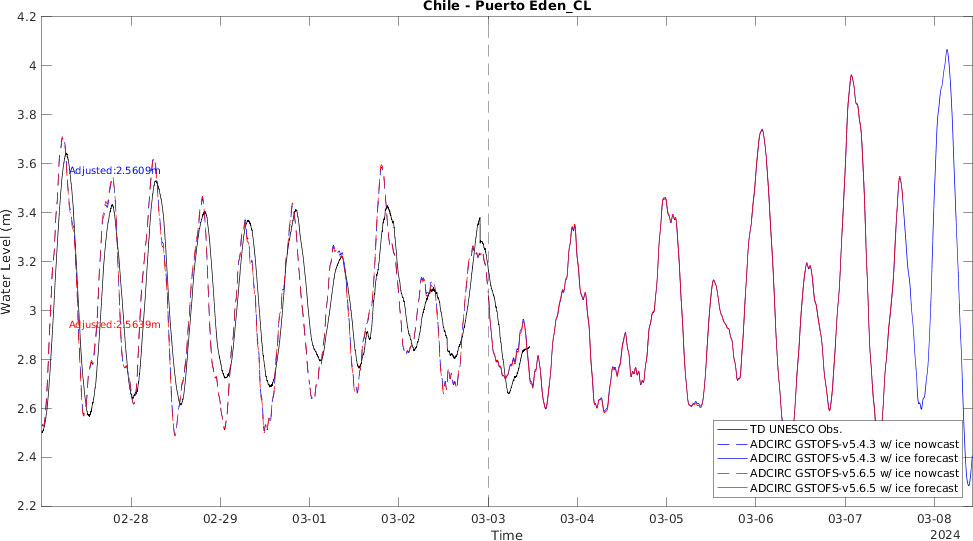 Chile - Puerto Eden_CL
4.2
4
3.8
3.6
3.4
3.2
3
2.8
2.6
2.4
2.2
Water Level (m)
Adjusted:2.5609m
Adjusted:2.5639m
TD UNESCO Obs.
ADCIRC GSTOFS-v5.4.3 w/ ice nowcast
ADCIRC GSTOFS-v5.4.3 w/ ice forecast
ADCIRC GSTOFS-v5.6.5 w/ ice nowcast
ADCIRC GSTOFS-v5.6.5 w/ ice forecast
02-28 02-29 03-01 03-02 03-03 03-04 03-05 03-06 03-07 03-08
2024
Time